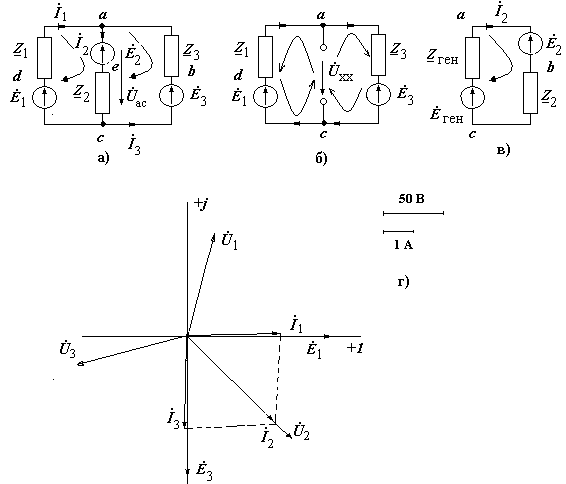 İ1 a
Z1 İ2 Ė2 Z3
d e b
Ė1 Z2 U̇ac Ė3
c İ3
а)
a
Z1 Z3
d U̇xx b
Ė1 Ė3
c
б)
a İ2
Zген Ė2
d b
Ėген Z2
c
в)
+j
50 В
U̇1
1 А
г)
İ1
U̇3 Ė1 +1
İ3
İ2 U̇2
Ė3